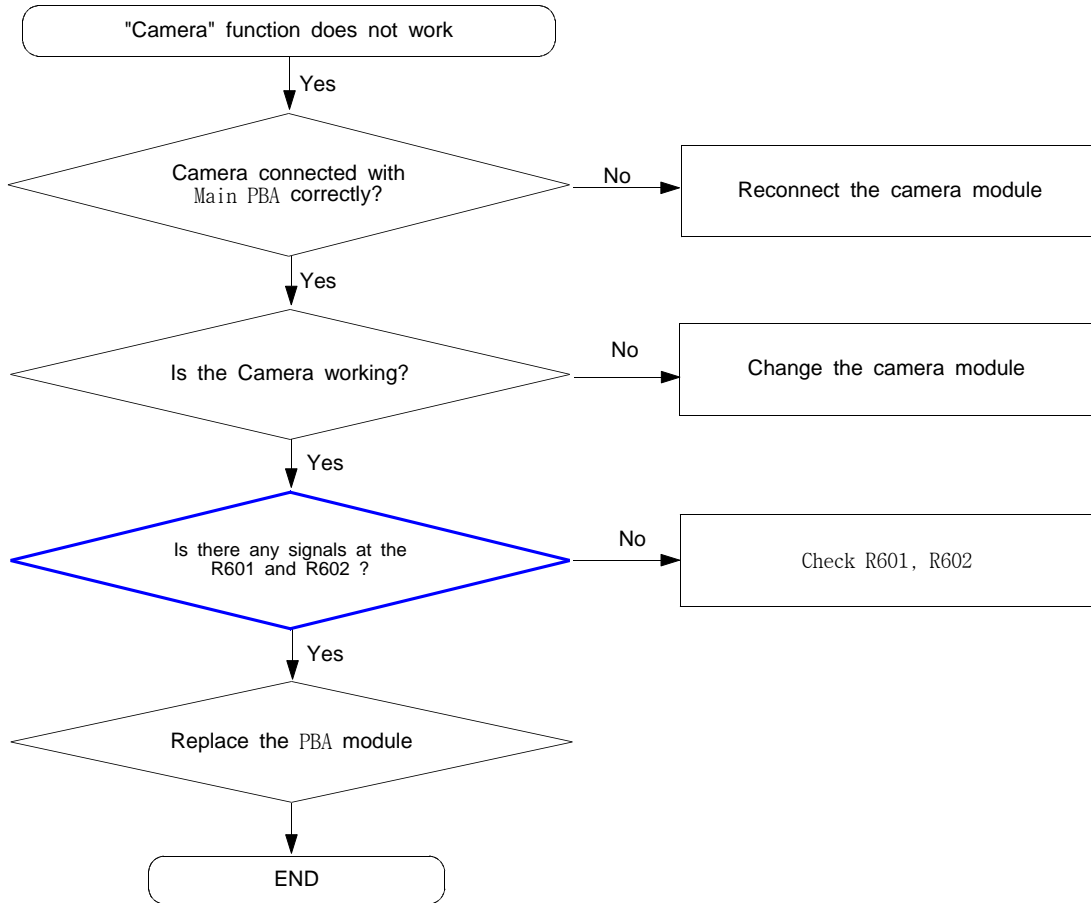 "Camera" function does not work
Yes
Camera connected with
Main PBA correctly?
No
Reconnect the camera module
Yes
Is the Camera working?
No
Change the camera module
Yes
Is there any signals at the
R601 and R602 ?
No
Check R601, R602
Yes
Replace the PBA module
END